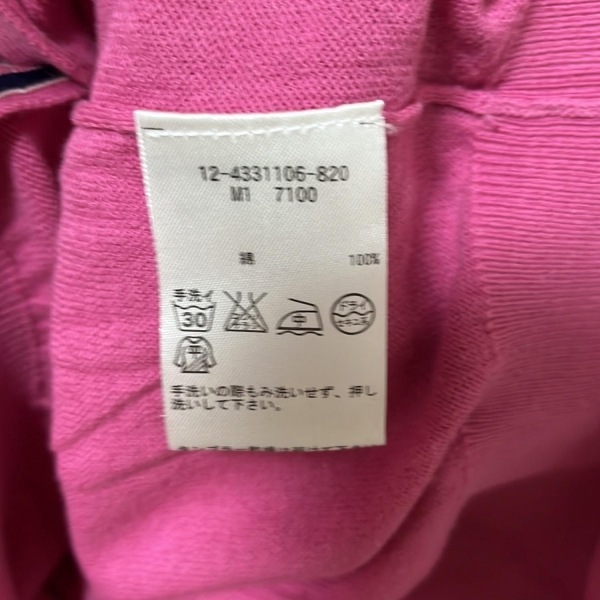 12-4331106-820
M1 7100
綿 100%
手洗イ
30
中
ドライ
セキユ系
平
手洗いの際もみ洗いせず、押し
洗いして下さい。